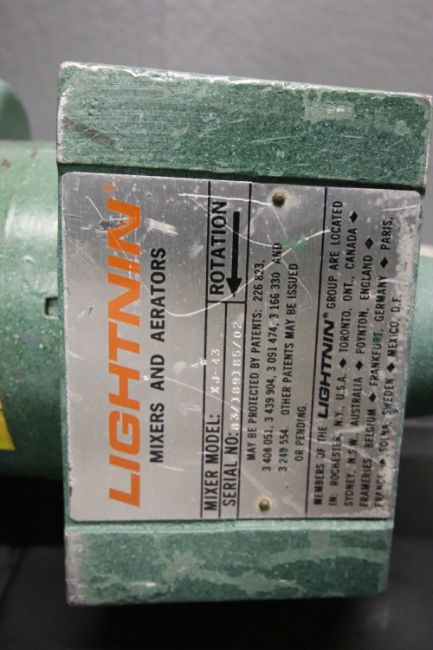 LIGHTNIN®
MIXERS AND AERATORS
MIXER MODEL: XJ-43
SERIAL NO: 83/189185/02
ROTATION
MAY BE PROTECTED BY PATENTS: 226 823,
3 408 051, 3 439 904, 3 091 474, 3 166 330 AND
3 249 554. OTHER PATENTS MAY BE ISSUED
OR PENDING.
MEMBERS OF THE LIGHTNIN® GROUP ARE LOCATED
IN: ROCHESTER, N.Y., U.S.A. ◆ TORONTO, ONT., CANADA ◆
SYDNEY, N.S.W., AUSTRALIA ◆ POYNTON, ENGLAND ◆
FRAMERIES, BELGIUM ◆ FRANKFURT, GERMANY ◆ PARIS,
FRANCE ◆ SOLNA, SWEDEN ◆ MEXICO, D.F.